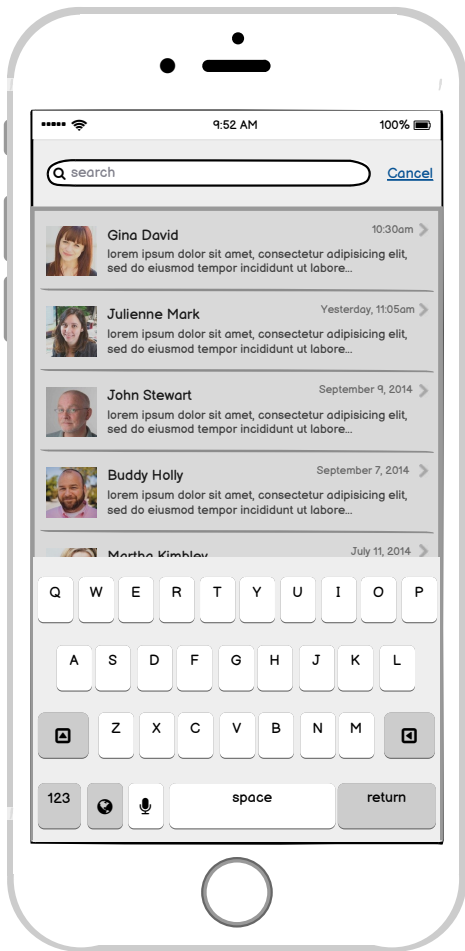 9:52 AM 100%
search Cancel
Gina David 10:30am
lorem ipsum dolor sit amet, consectetur adipisicing elit,
sed do eiusmod tempor incididunt ut labore...
Julienne Mark Yesterday, 11:05am
lorem ipsum dolor sit amet, consectetur adipisicing elit,
sed do eiusmod tempor incididunt ut labore...
John Stewart September 9, 2014
lorem ipsum dolor sit amet, consectetur adipisicing elit,
sed do eiusmod tempor incididunt ut labore...
Buddy Holly September 7, 2014
lorem ipsum dolor sit amet, consectetur adipisicing elit,
sed do eiusmod tempor incididunt ut labore...
Martha Kimbley July 11, 2014
Q W E R T Y U I O P
A S D F G H J K L
Z X C V B N M
123 space return